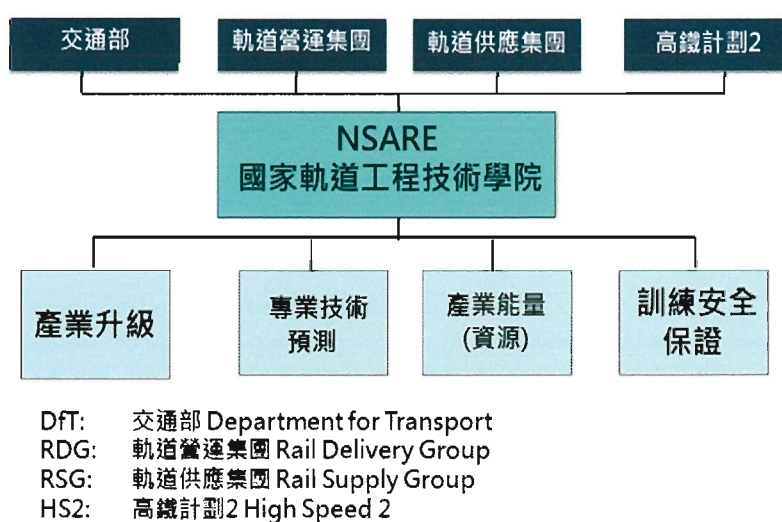 交通部
軌道營運集團
軌道供應集團
高鐵計劃2
NSARE
國家軌道工程技術學院
產業升級
專業技術
預測
產業能量
(資源)
訓練安全
保證
DfT: 交通部 Department for Transport
RDG: 軌道營運集團 Rail Delivery Group
RSG: 軌道供應集團 Rail Supply Group
HS2: 高鐵計劃2 High Speed 2